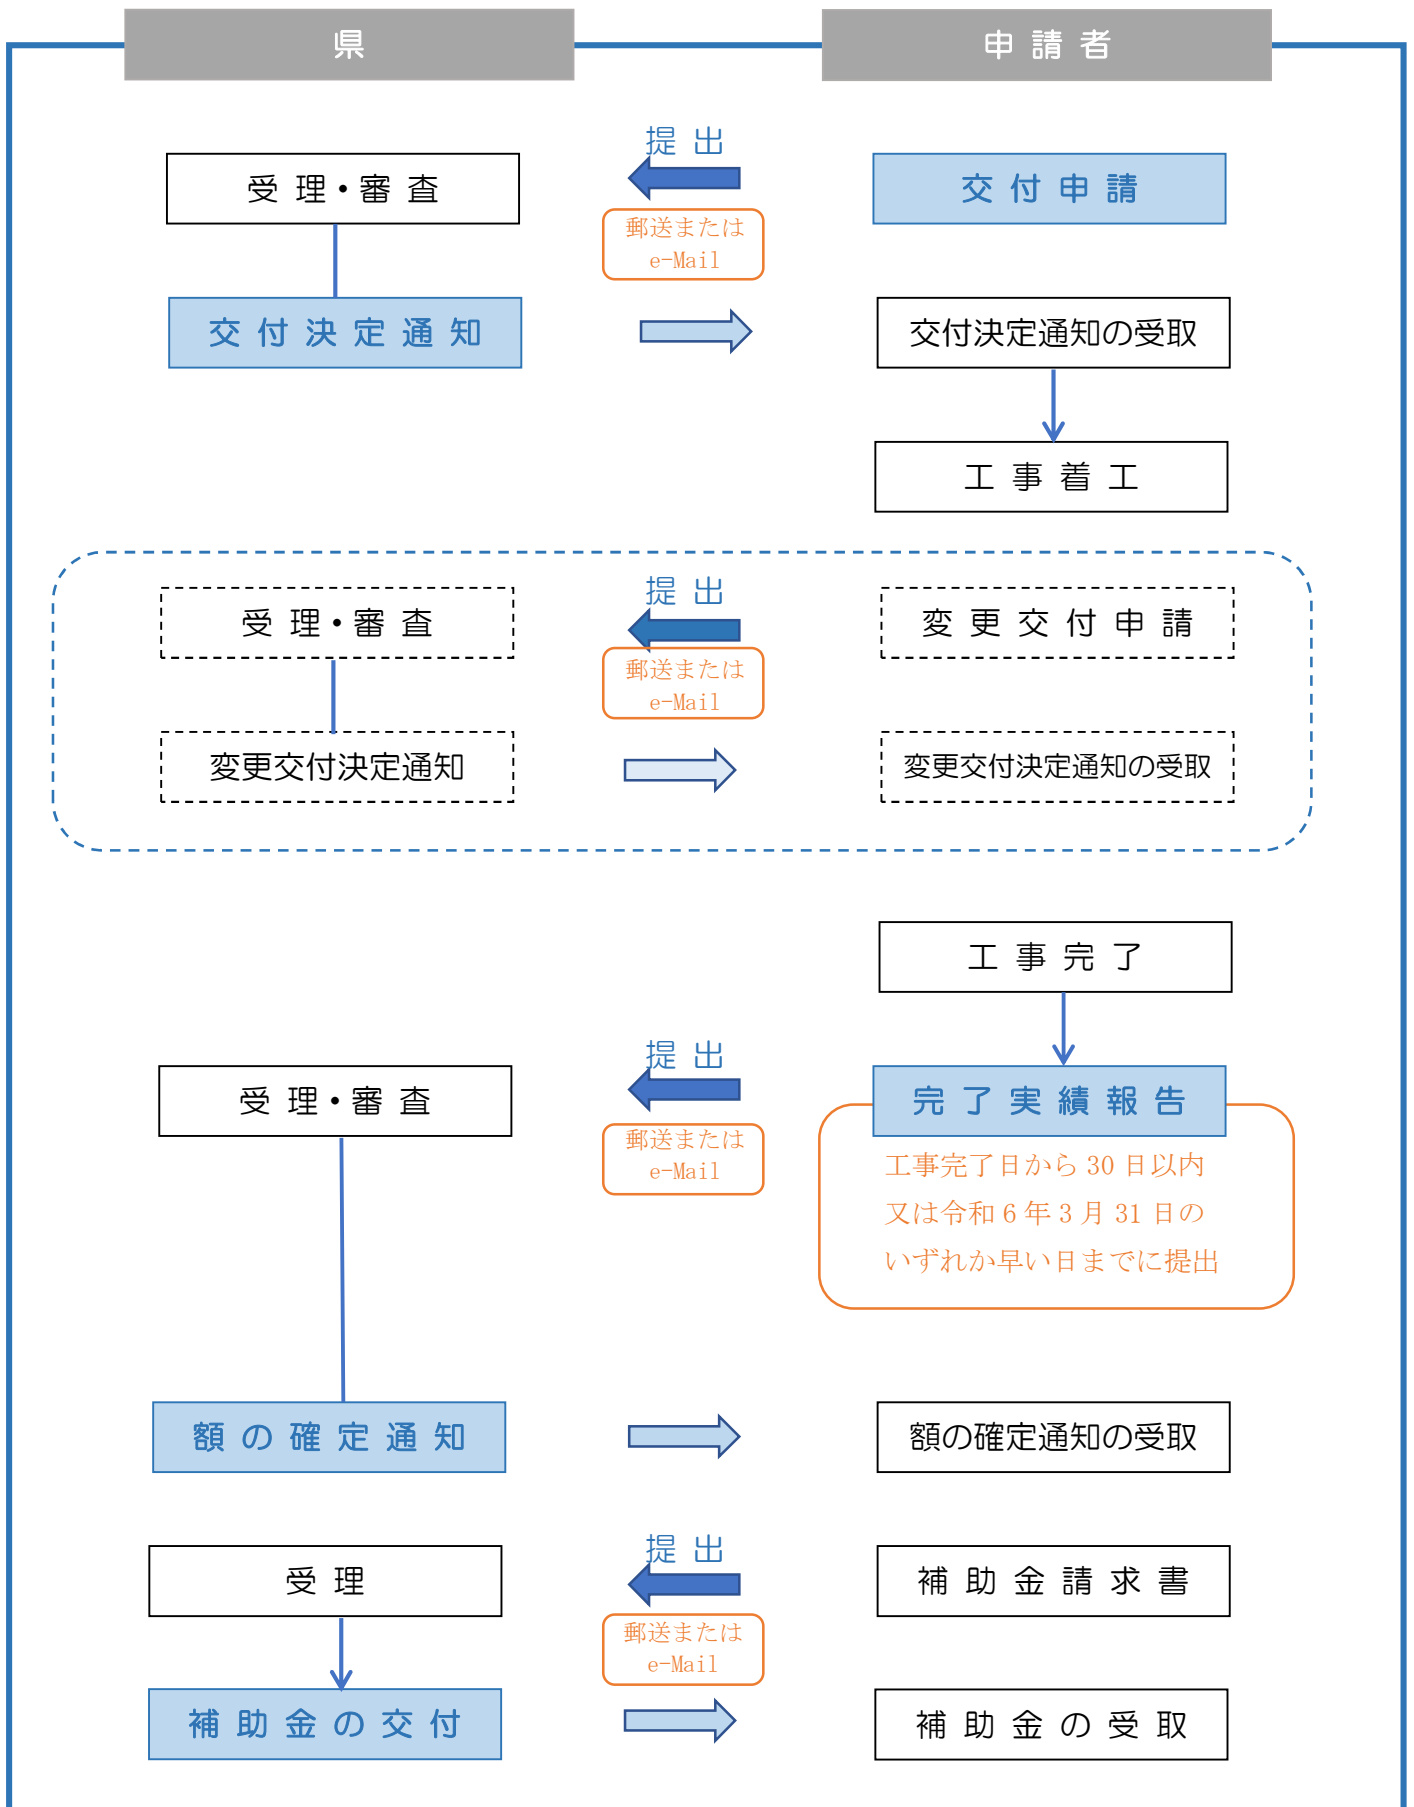 県
申請者
提出
受理・審査
交付申請
郵送または
e-Mail
交付決定通知
交付決定通知の受取
工事着工
提出
受理・審査
変更交付申請
郵送または
e-Mail
変更交付決定通知
変更交付決定通知の受取
工事完了
提出
受理・審査
完了実績報告
郵送または
e-Mail
工事完了日から30日以内
又は令和6年3月31日の
いずれか早い日までに提出
額の確定通知
額の確定通知の受取
提出
受理
補助金請求書
郵送または
e-Mail
補助金の交付
補助金の受取